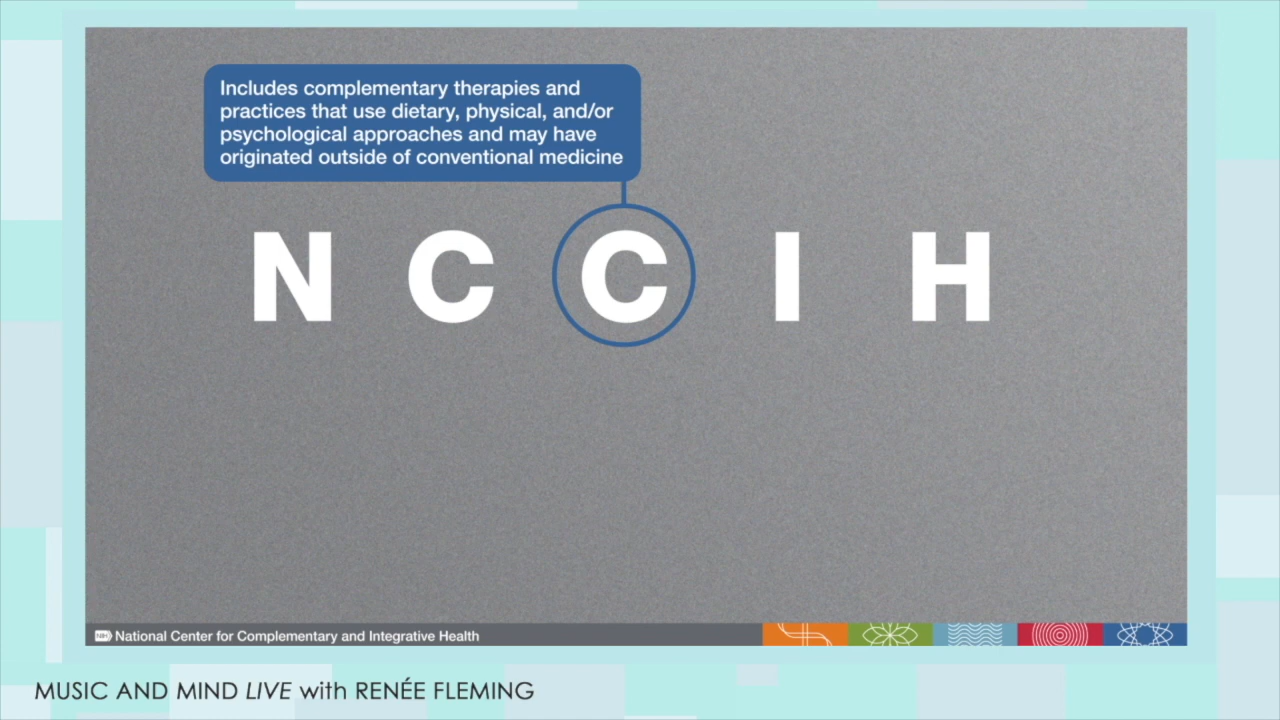 Includes complementary therapies and
practices that use dietary, physical, and/or
psychological approaches and may have
originated outside of conventional medicine
N C C I H
NIH National Center for Complementary and Integrative Health
MUSIC AND MIND LIVE with RENÉE FLEMING